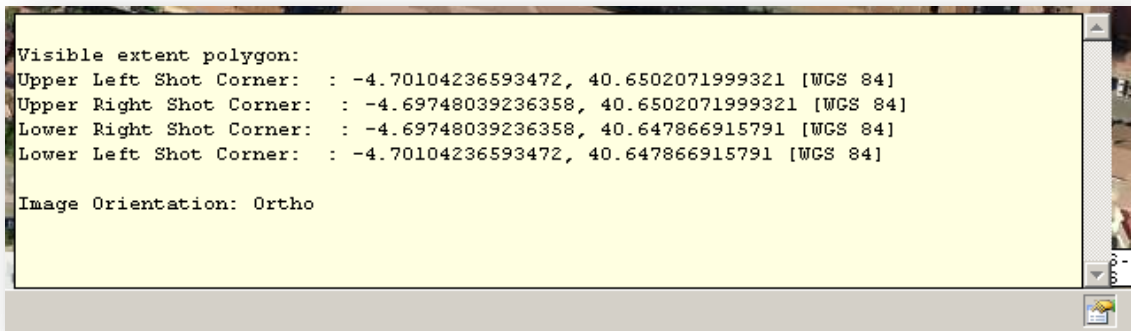 Visible extent polygon:
Upper Left Shot Corner:  : -4.70104236593472, 40.6502071999321 [WGS 84]
Upper Right Shot Corner:  : -4.69748039236358, 40.6502071999321 [WGS 84]
Lower Right Shot Corner:  : -4.69748039236358, 40.647866915791 [WGS 84]
Lower Left Shot Corner:  : -4.70104236593472, 40.647866915791 [WGS 84]
Image Orientation: Ortho